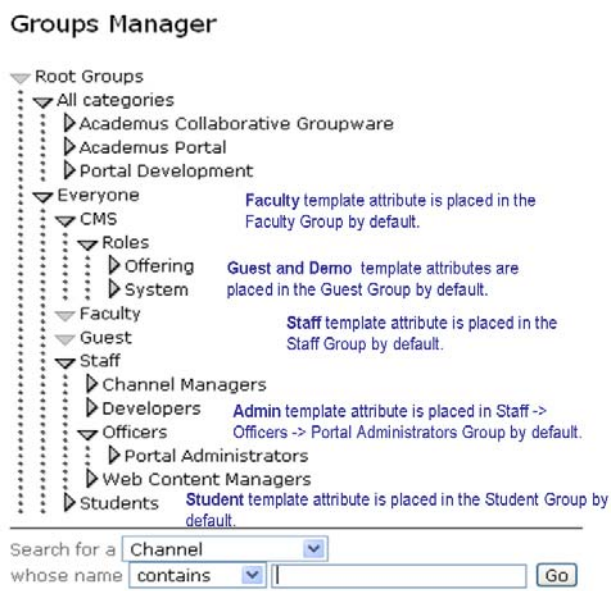 Groups Manager
Root Groups
All categories
Academus Collaborative Groupware
Academus Portal
Portal Development
Everyone
Faculty template attribute is placed in the
Faculty Group by default.
CMS
Roles
Offering
Guest and Demo template attributes are
placed in the Guest Group by default.
System
Faculty
Staff template attribute is placed in the
Staff Group by default.
Guest
Staff
Channel Managers
Developers
Admin template attribute is placed in Staff ->
Officers -> Portal Administrators Group by default.
Officers
Portal Administrators
Web Content Managers
Students
Student template attribute is placed in the Student Group by
default.
Search for a Channel
whose name contains Go